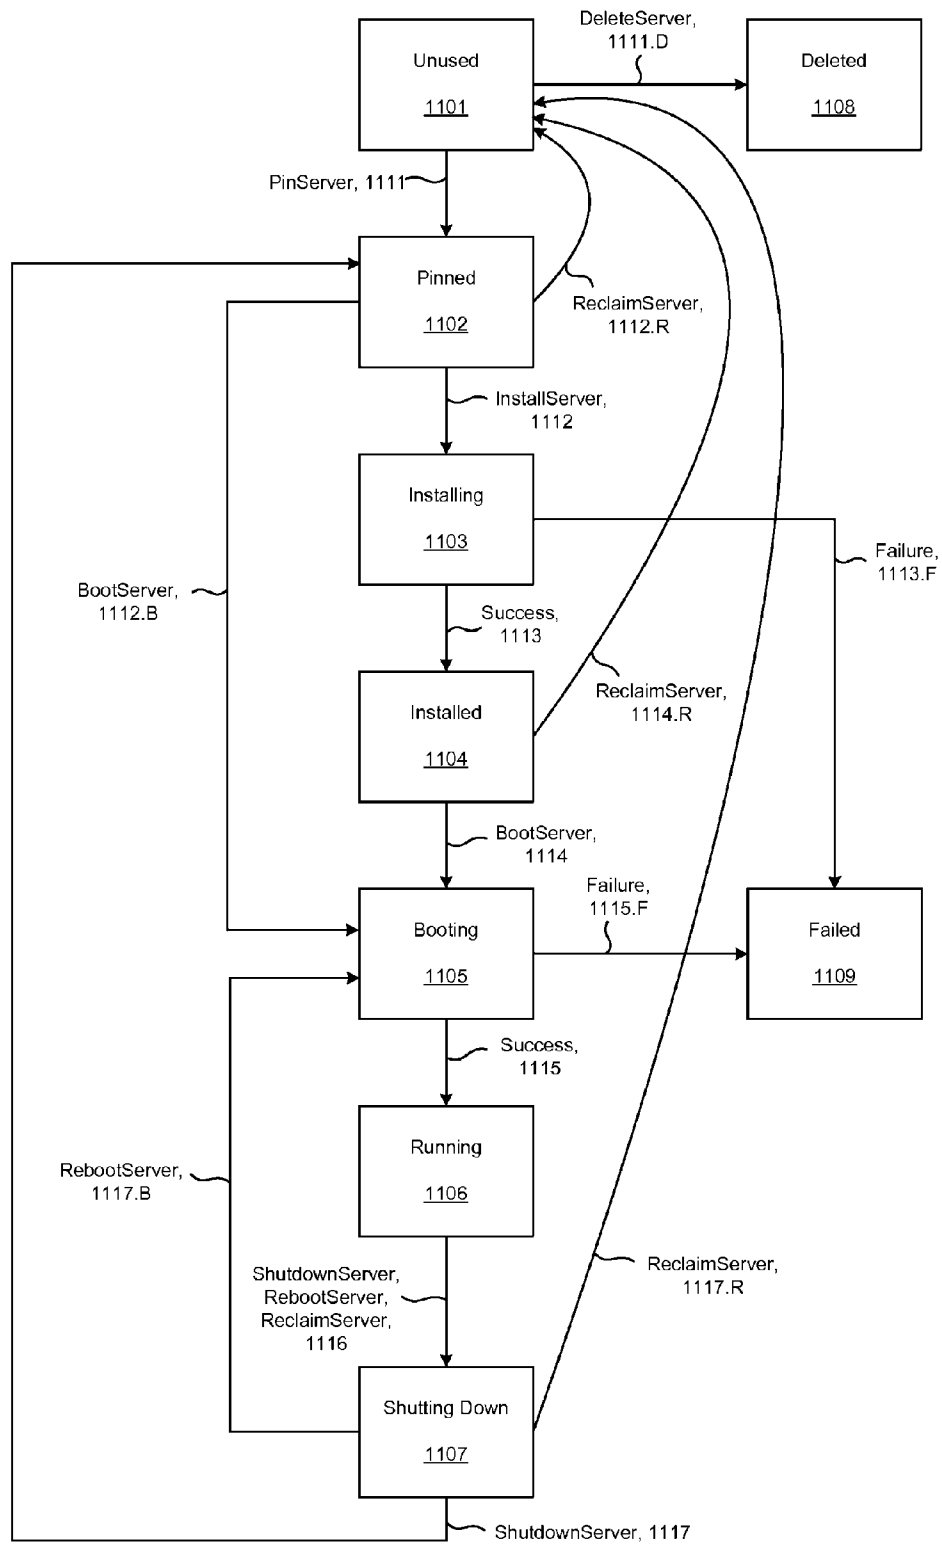 DeleteServer,
1111.D
Unused
1101
Deleted
1108
PinServer, 1111
Pinned
1102
ReclaimServer,
1112.R
InstallServer,
1112
Installing
1103
Failure,
1113.F
BootServer,
1112.B
Success,
1113
ReclaimServer,
1114.R
Installed
1104
BootServer,
1114
Failure,
1115.F
Booting
1105
Failed
1109
Success,
1115
Running
1106
RebootServer,
1117.B
ReclaimServer,
1117.R
ShutdownServer,
RebootServer,
ReclaimServer,
1116
Shutting Down
1107
ShutdownServer, 1117